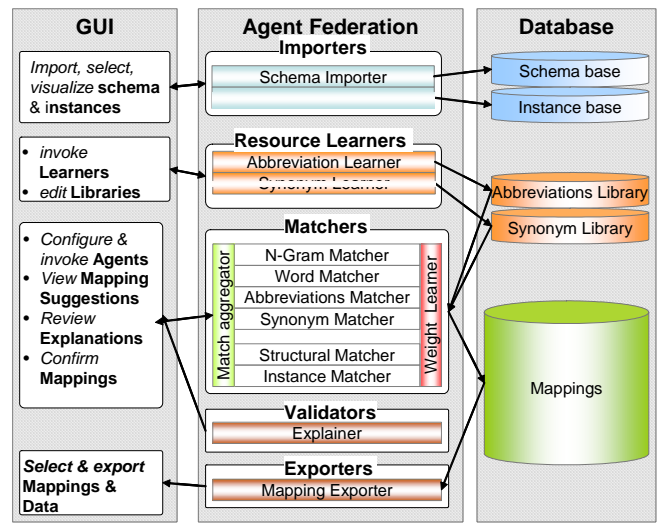 GUI
Import, select,
visualize schema
& instances
• invoke
Learners
• edit Libraries
• Configure &
invoke Agents
• View Mapping
Suggestions
• Review
Explanations
• Confirm
Mappings
Select & export
Mappings &
Data
Agent Federation
Importers
Schema Importer
Resource Learners
Abbreviation Learner
Synonym Learner
Matchers
Match aggregator
N-Gram Matcher
Word Matcher
Abbreviations Matcher
Synonym Matcher
Structural Matcher
Instance Matcher
Weight Learner
Validators
Explainer
Exporters
Mapping Exporter
Database
Schema base
Instance base
Abbreviations Library
Synonym Library
Mappings